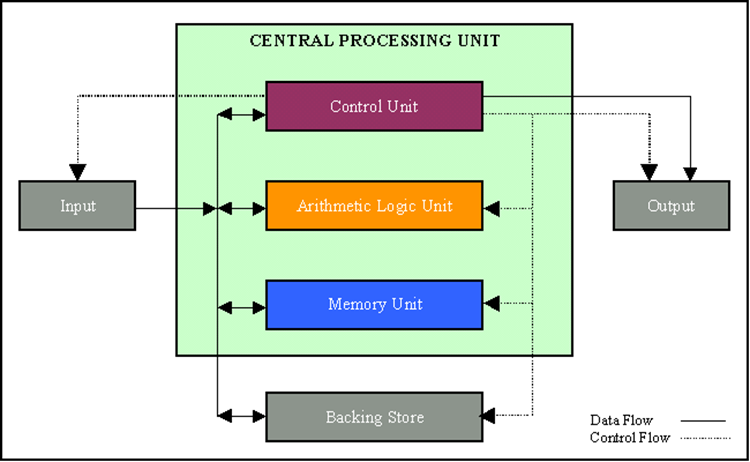 CENTRAL PROCESSING UNIT
Control Unit
Input
Arithmetic Logic Unit
Output
Memory Unit
Backing Store
Data Flow
Control Flow